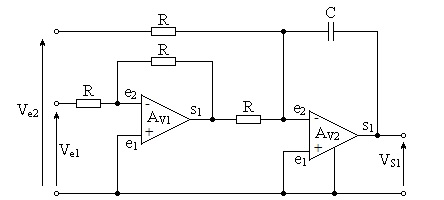 R
C
R
R
e2
S1
R
e2
S1
Ve2
Ve1
-
+
AV1
e1
-
+
AV2
e1
VS1